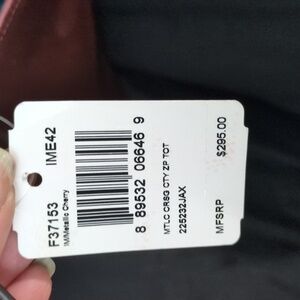 F37153 IME42
IM/Metallic Cherry
8 89532 06646 9
MTLC CRSG CTY ZP TOT
225232JAX
MFSRP $295.00